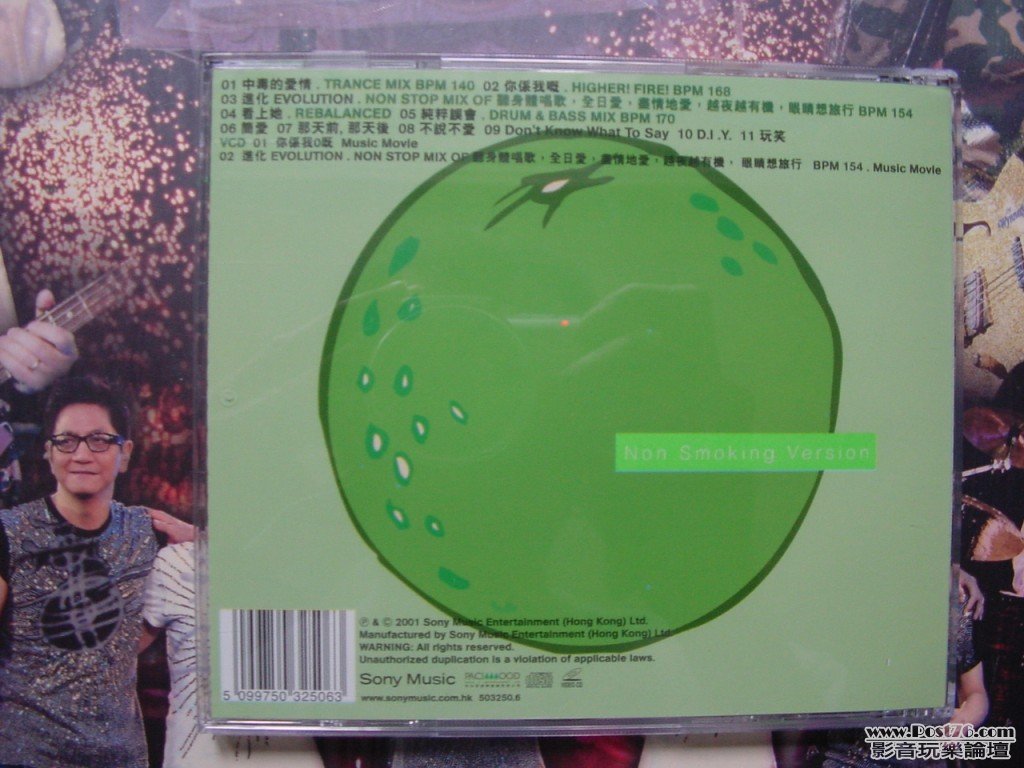 01 中毒的愛情 . TRANCE MIX BPM 140 02 你係我嘅 . HIGHER! FIRE! BPM 168
03 進化 EVOLUTION . NON STOP MIX OF 聽身體唱歌，全日愛，盡情地愛，越夜越有機，眼睛想旅行 BPM 154
04 看上她 . REBALANCED 05 純粹誤會 . DRUM & BASS MIX BPM 170
06 簡愛 07 那天前, 那天後 08 不說不愛 09 Don't Know What To Say 10 D.I.Y. 11 玩笑
VCD 01 你係我0既 Music Movie
02 進化 EVOLUTION . NON STOP MIX OF 聽身體唱歌，全日愛，盡情地愛，越夜越有機， 眼睛想旅行 BPM 154 . Music Movie
Non Smoking Version
℗ & © 2001 Sony Music Entertainment (Hong Kong) Ltd.
Manufactured by Sony Music Entertainment (Hong Kong) Ltd.
WARNING: All rights reserved.
Unauthorized duplication is a violation of applicable laws.
Sony Music
www.sonymusic.com.hk 503250.6
5 099750 325063
www.Post76.com
影音玩樂論壇